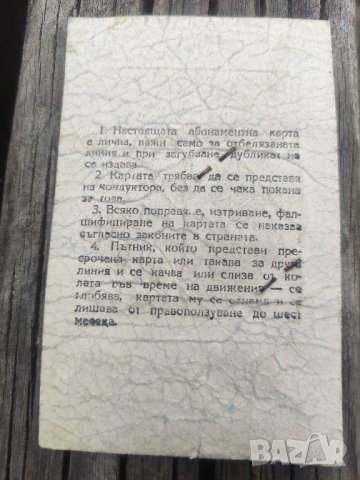 1. Настоящата абонаментна карта
е лична, важи само за отбелязаната
линия и при загубване дубликат не
се издава.
2. Картата трябва да се представя
на кондуктора, без да се чака покана
за това.
3. Всяко поправяне, изтриване, фал-
шифициране на картата се наказва
съгласно законите в страната.
4. Пътник, който представи пре-
срочена карта или такава за друга
линия и се качва или слиза от ко-
лата във време на движение — се
глобява, картата му се отнема и се
лишава от правоползуване до шест
месеца.
BAZAR